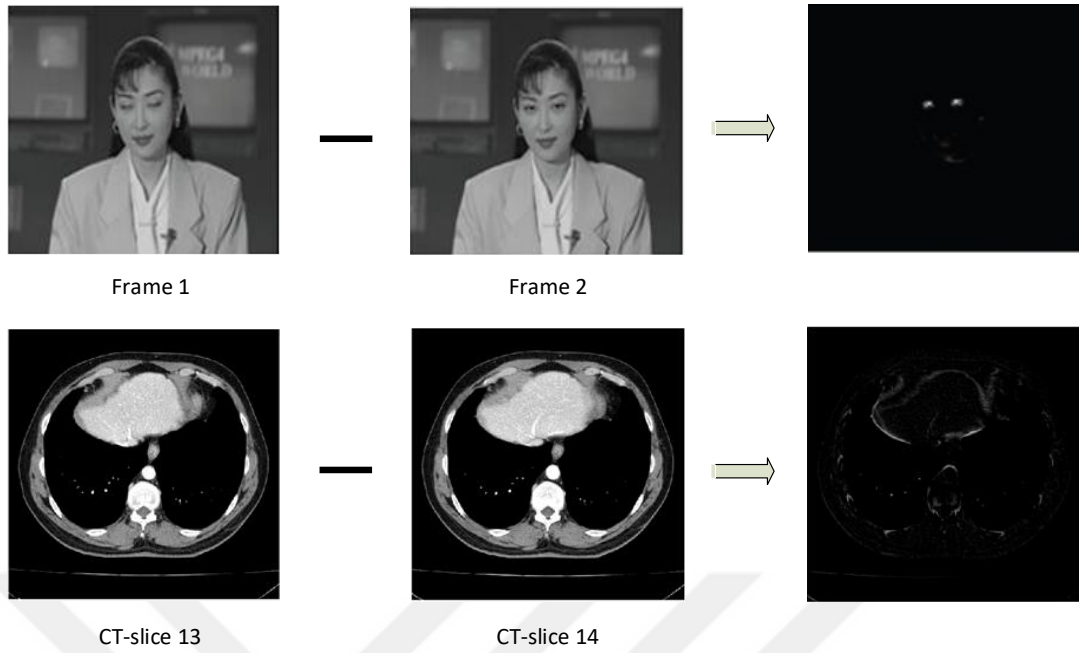 MPEG4
WORLD
MPEG4
WORLD
Frame 1
Frame 2
CT-slice 13
CT-slice 14